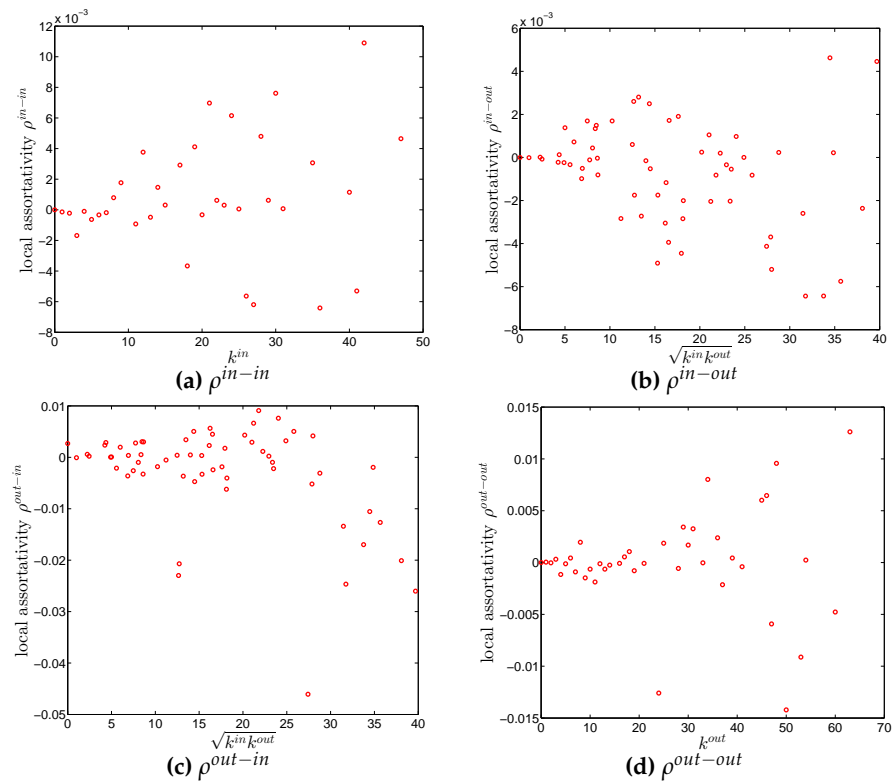 × 10⁻³
12
10
8
6
4
2
0
−2
−4
−6
−8
0 10 20 30 40 50
local assortativity ρ^{in−in}
k^{in}
(a) ρ^{in−in}
× 10⁻³
6
4
2
0
−2
−4
−6
−8
0 5 10 15 20 25 30 35 40
local assortativity ρ^{in−out}
√k^{in}k^{out}
(b) ρ^{in−out}
0.01
0
−0.01
−0.02
−0.03
−0.04
−0.05
0 5 10 15 20 25 30 35 40
local assortativity ρ^{out−in}
√k^{in}k^{out}
(c) ρ^{out−in}
0.015
0.01
0.005
0
−0.005
−0.01
−0.015
0 10 20 30 40 50 60 70
local assortativity ρ^{out−out}
k^{out}
(d) ρ^{out−out}